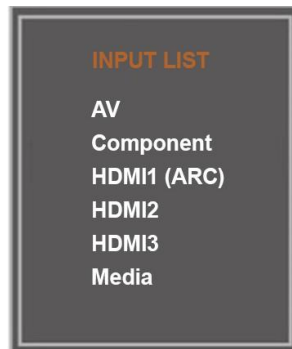 INPUT LIST
AV
Component
HDMI1 (ARC)
HDMI2
HDMI3
Media